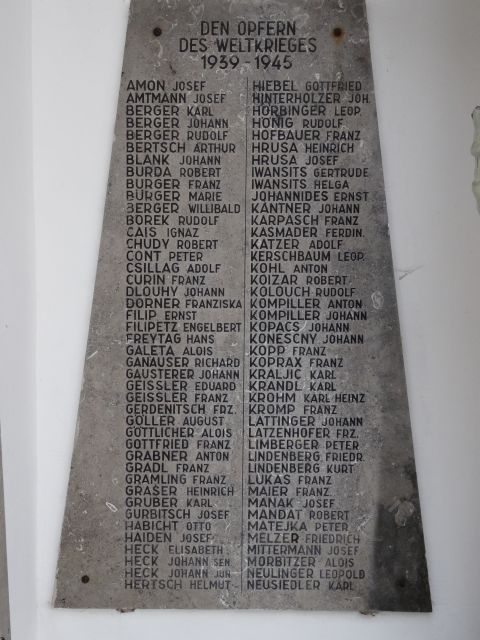 DEN OPFERN
DES WELTKRIEGES
1939-1945
AMON JOSEF
AMTMANN JOSEF
BERGER KARL
BERGER JOHANN
BERGER RUDOLF
BERTSCH ARTHUR
BLANK JOHANN
BURDA ROBERT
BURGER FRANZ
BURGER MARIE
BERGER WILLIBALD
BOREK RUDOLF
CAIS IGNAZ
CHUDY ROBERT
CONT PETER
CSILLAG ADOLF
CURIN FRANZ
DLOUHY JOHANN
DORNER FRANZISKA
FILIP ERNST
FILIPETZ ENGELBERT
FREYTAG HANS
GALETA ALOIS
GANAUSER RICHARD
GAUSTERER JOHANN
GEISSLER EDUARD
GEISSLER FRANZ
GERDENITSCH FRZ.
GÖLLER AUGUST
GÖTTLICHER ALOIS
GOTTFRIED FRANZ
GRABNER ANTON
GRADL FRANZ
GRAMLING FRANZ
GRASER HEINRICH
GRUBER KARL
GURBITSCH JOSEF
HABICHT OTTO
HAIDEN JOSEF
HECK ELISABETH
HECK JOHANN SEN.
HECK JOHANN JUN.
HERTSCH HELMUT
HIEBEL GOTTFRIED
HINTERHOLZER JOH.
HÖRBINGER LEOP.
HÖNIG RUDOLF
HOFBAUER FRANZ
HRUSA HEINRICH
HRUSA JOSEF
IWANSITS GERTRUDE
IWANSITS HELGA
JOHANNIDES ERNST
KANTNER JOHANN
KARPASCH FRANZ
KASMADER FERDIN.
KATZER ADOLF
KERSCHBAUM LEOP.
KOHL ANTON
KOIZAR ROBERT
KOLOUCH RUDOLF
KOMPILLER ANTON
KOMPILLER JOHANN
KOPACS JOHANN
KONESCNY JOHANN
KOPP FRANZ
KOPRAX FRANZ
KRALJIC KARL
KRANDL KARL
KROHM KARL HEINZ
KROMP FRANZ
LATTINGER JOHANN
LATZENHOFER FRZ.
LIMBERGER PETER
LINDENBERG FRIEDR.
LINDENBERG KURT
LUKAS FRANZ
MAIER FRANZ
MANAK JOSEF
MANDAT ROBERT
MATEJKA PETER
MELZER FRIEDRICH
MITTERMANN JOSEF
MORBITZER ALOIS
NEULINGER LEOPOLD
NEUSIEDLER KARL